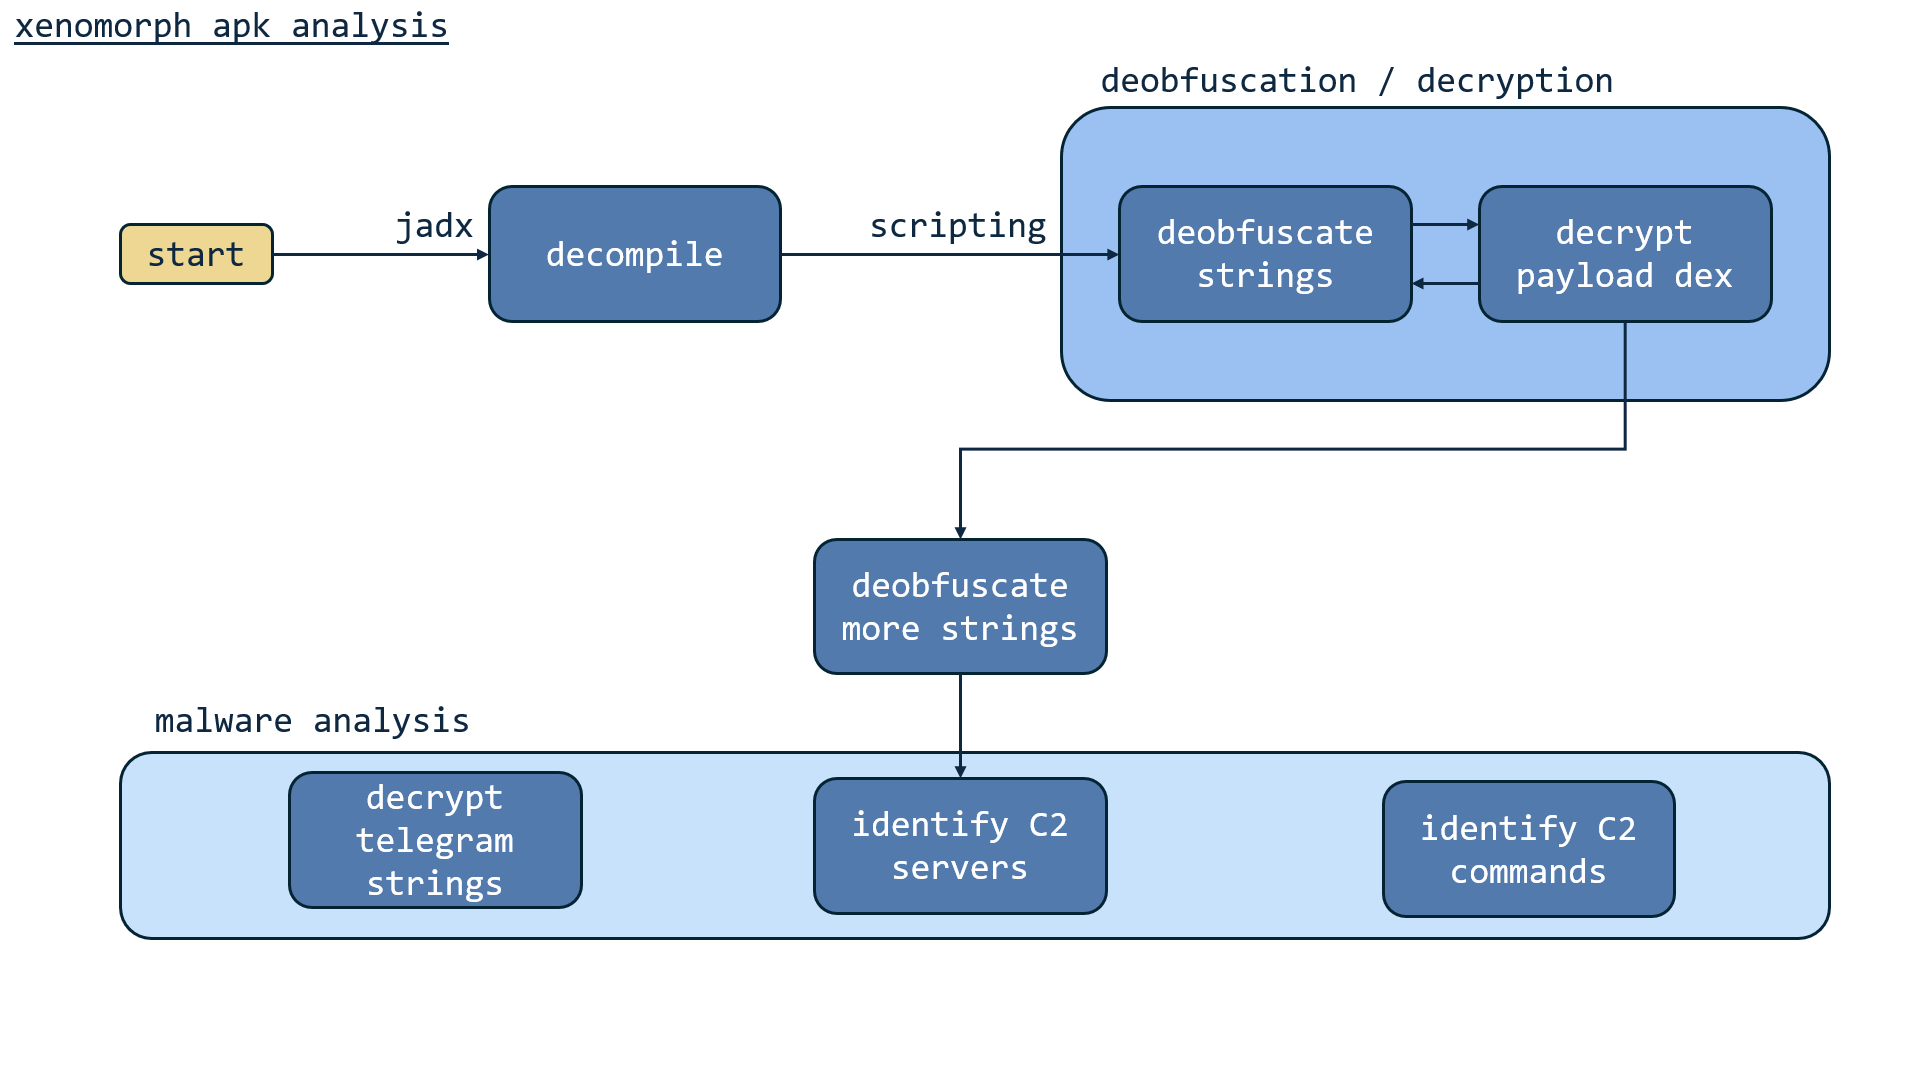 xenomorph apk analysis
deobfuscation / decryption
start
jadx
decompile
scripting
deobfuscate
strings
decrypt
payload dex
deobfuscate
more strings
malware analysis
decrypt
telegram
strings
identify C2
servers
identify C2
commands